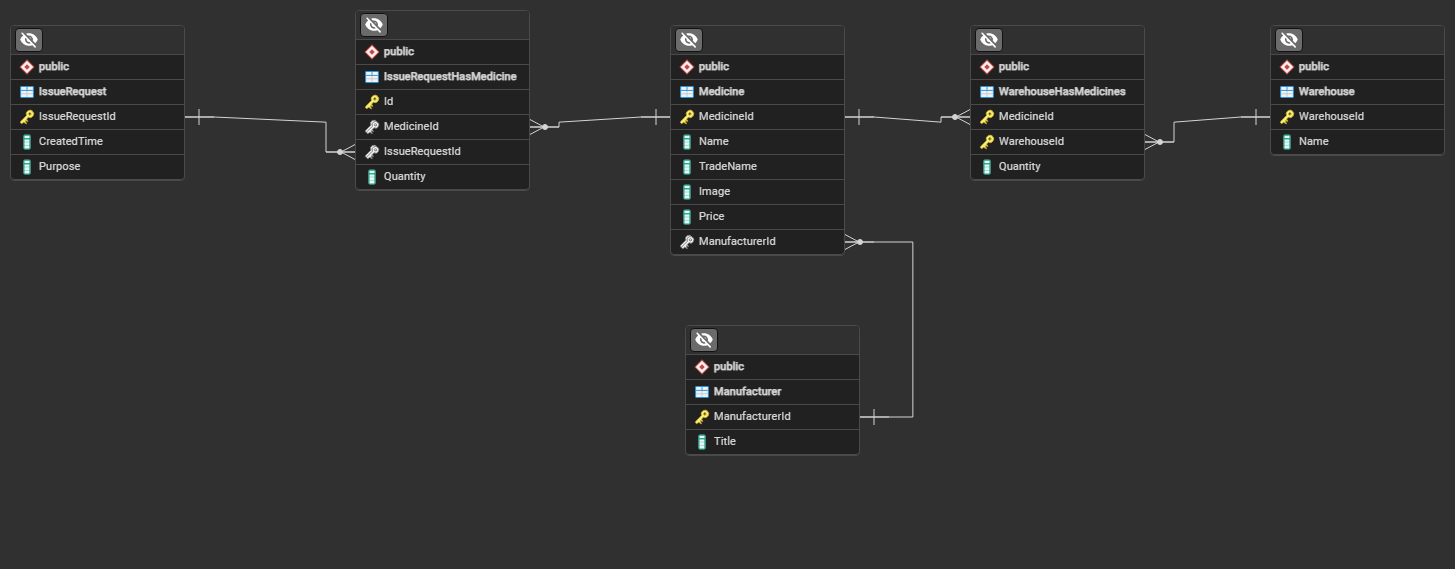 public
IssueRequest
IssueRequestId
CreatedTime
Purpose
public
IssueRequestHasMedicine
Id
MedicineId
IssueRequestId
Quantity
public
Medicine
MedicineId
Name
TradeName
Image
Price
ManufacturerId
public
WarehouseHasMedicines
MedicineId
WarehouseId
Quantity
public
Warehouse
WarehouseId
Name
public
Manufacturer
ManufacturerId
Title